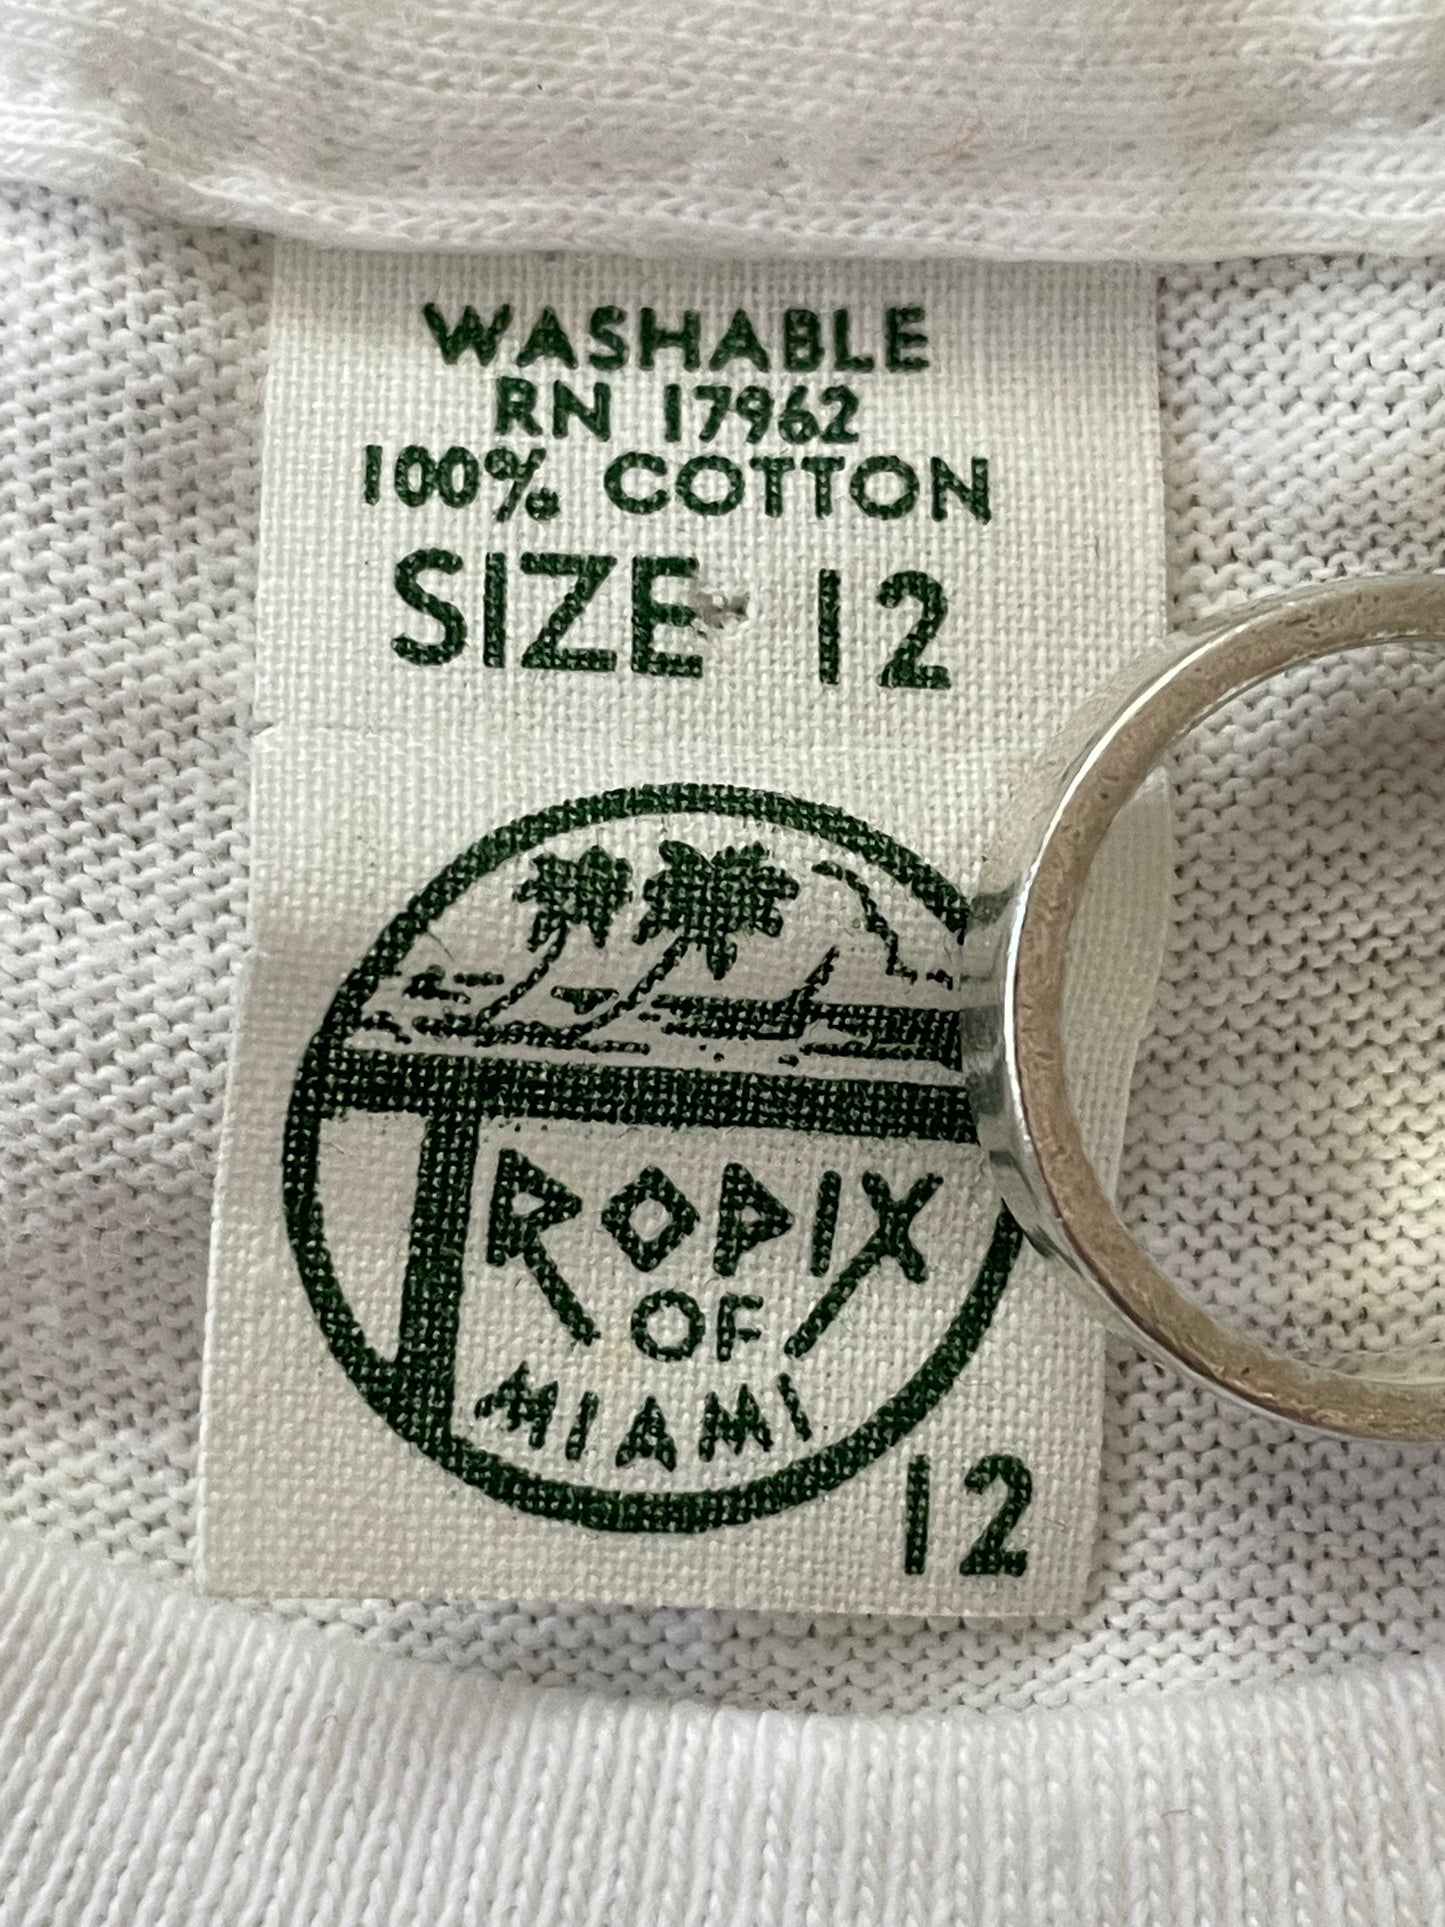 WASHABLE
RN 17962
100% COTTON
SIZE 12
TROPIX
OF
MIAMI
12